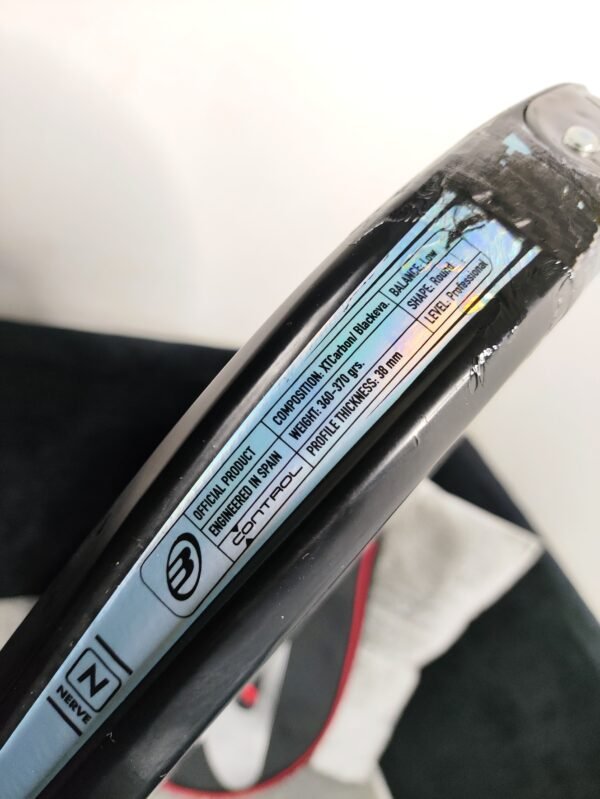 OFFICIAL PRODUCT
ENGINEERED IN SPAIN
CONTROL
COMPOSITION: XTCarbon/ Blackeva.
WEIGHT: 360-370 grs.
PROFILE THICKNESS: 38 mm
BALANCE: Low
SHAPE: Round
LEVEL: Professional
N
NERVE